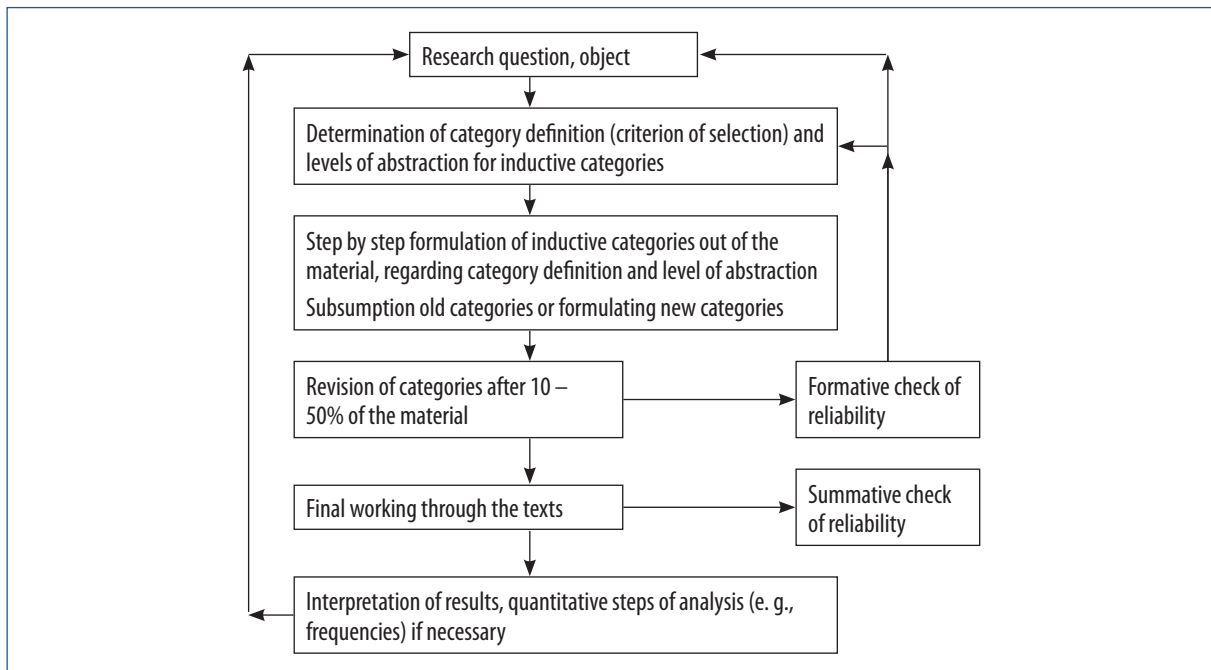 Research question, object
Determination of category definition (criterion of selection) and
levels of abstraction for inductive categories
Step by step formulation of inductive categories out of the
material, regarding category definition and level of abstraction
Subsumption old categories or formulating new categories
Revision of categories after 10 –
50% of the material
Formative check of
reliability
Final working through the texts
Summative check
of reliability
Interpretation of results, quantitative steps of analysis (e. g.,
frequencies) if necessary